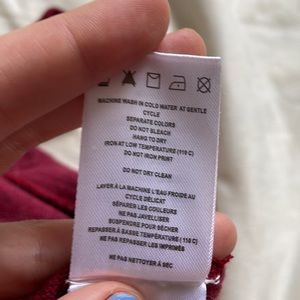 MACHINE WASH IN COLD WATER AT GENTLE
CYCLE
SEPARATE COLORS
DO NOT BLEACH
HANG TO DRY
IRON AT LOW TEMPERATURE (110 C)
DO NOT IRON PRINT
DO NOT DRY CLEAN
LAVER À LA MACHINE L'EAU FROIDE AU
CYCLE DÉLICAT
SÉPARER LES COULEURS
NE PAS JAVELLISER
SUSPENDRE POUR SÉCHER
REPASSER À BASSE TEMPÉRATURE (110 C)
NE PAS REPASSER LES IMPRIMÉS
NE PAS NETTOYER À SEC